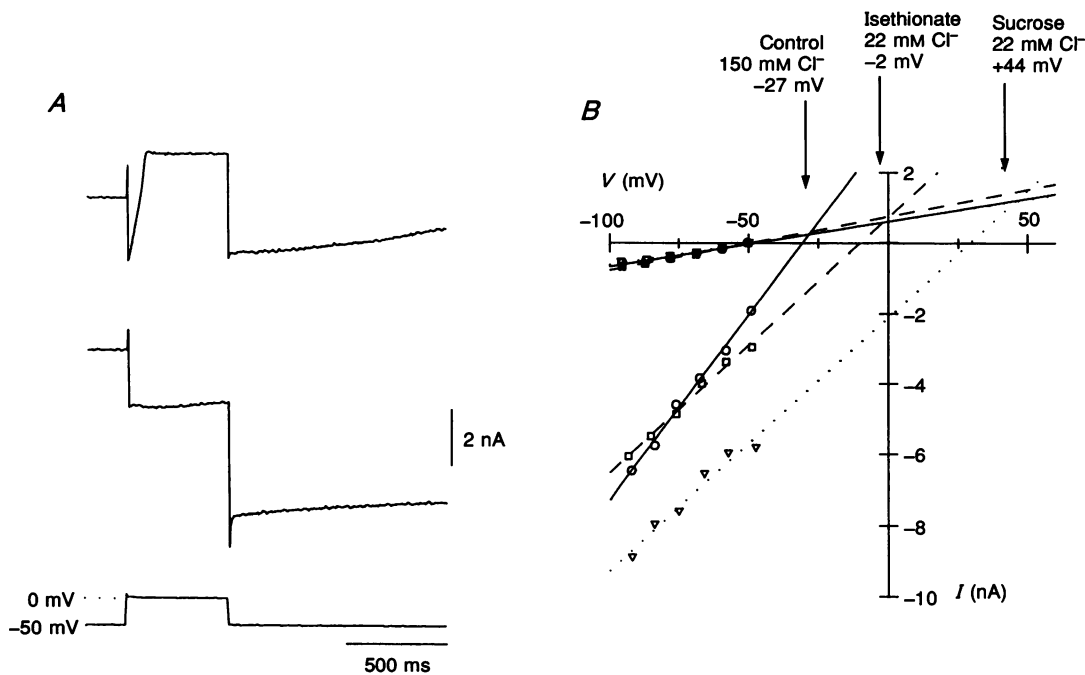 A
2 nA
0 mV
−50 mV
500 ms
B
Control
150 mM Cl⁻
−27 mV
Isethionate
22 mM Cl⁻
−2 mV
Sucrose
22 mM Cl⁻
+44 mV
V (mV)
−100
−50
50
2
−2
−4
−6
−8
−10
I (nA)